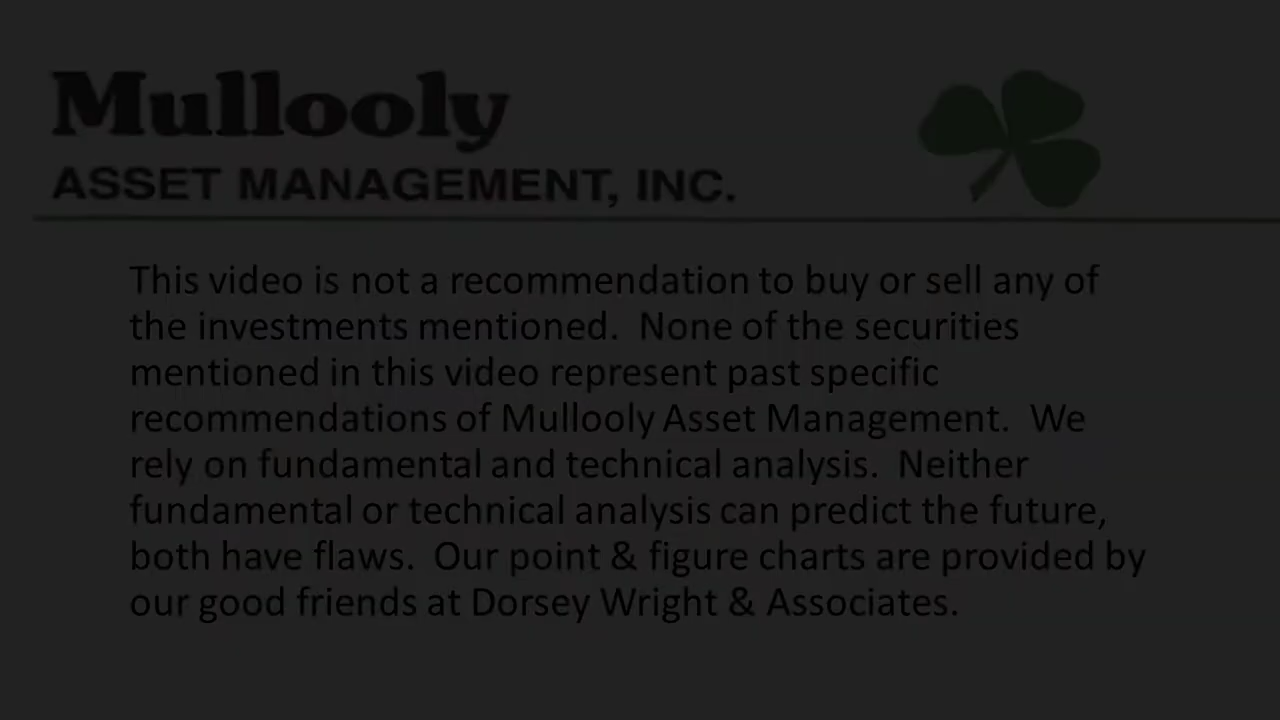 Mullooly
ASSET MANAGEMENT, INC.
This video is not a recommendation to buy or sell any of
the investments mentioned.  None of the securities
mentioned in this video represent past specific
recommendations of Mullooly Asset Management.  We
rely on fundamental and technical analysis.  Neither
fundamental or technical analysis can predict the future,
both have flaws.  Our point & figure charts are provided by
our good friends at Dorsey Wright & Associates.